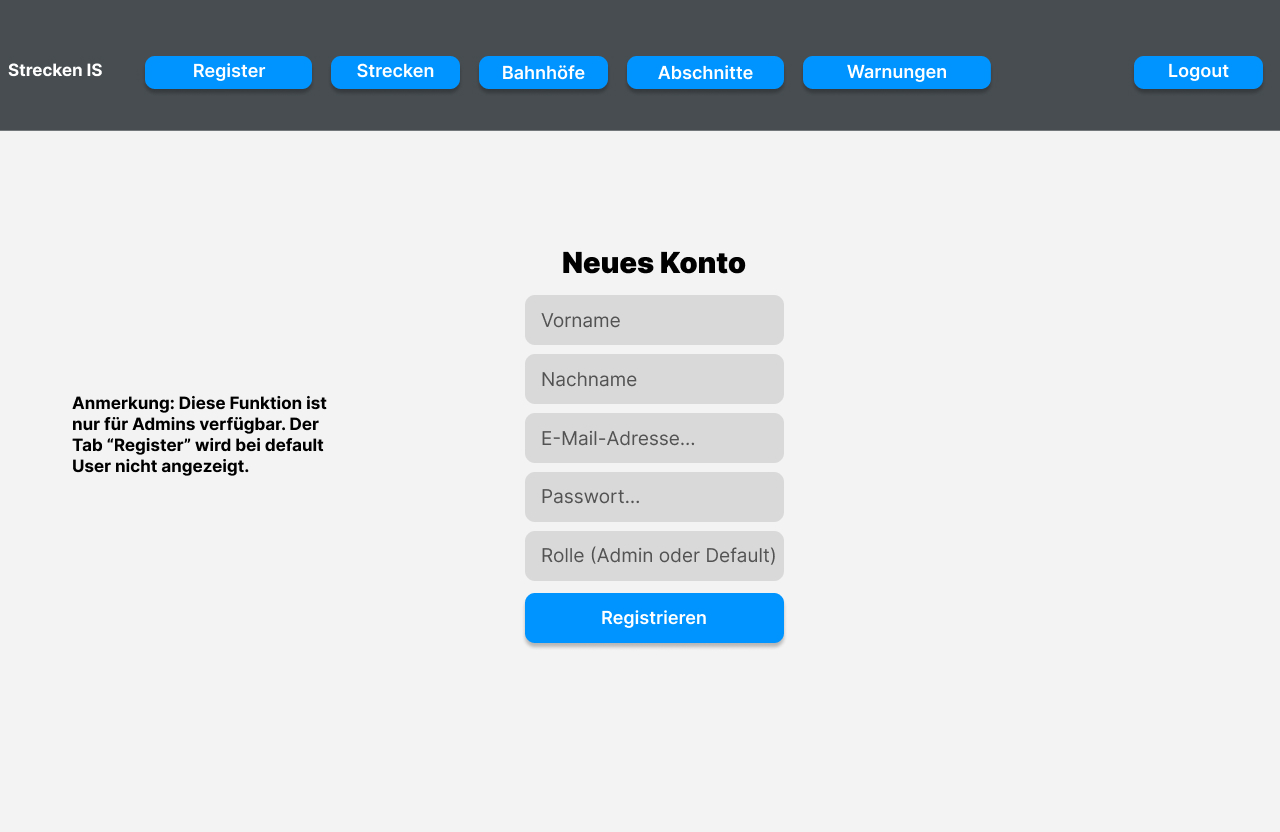 Strecken IS
Register
Strecken
Bahnhöfe
Abschnitte
Warnungen
Logout
Neues Konto
Vorname
Nachname
Anmerkung: Diese Funktion ist
nur für Admins verfügbar. Der
Tab “Register” wird bei default
User nicht angezeigt.
E-Mail-Adresse...
Passwort...
Rolle (Admin oder Default)
Registrieren